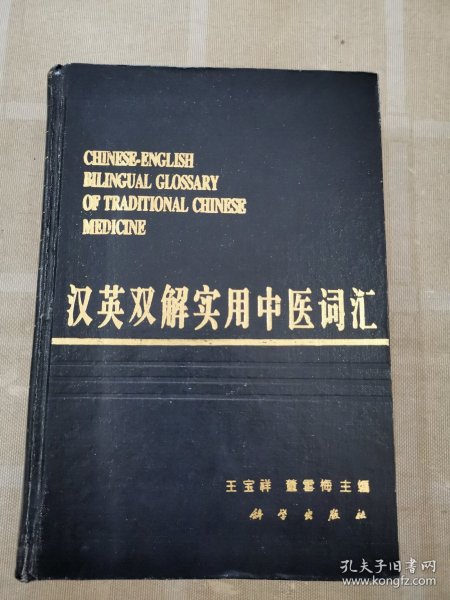 CHINESE-ENGLISH
BILINGUAL GLOSSARY
OF TRADITIONAL CHINESE
MEDICINE
汉英双解实用中医词汇
王宝祥 董雪梅主编
科学出版社
孔夫子旧书网
www.kongfz.com